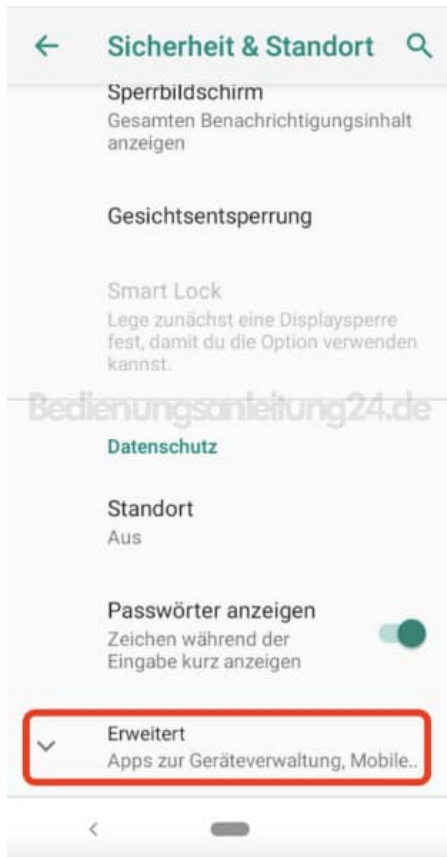 Sicherheit & Standort
Sperrbildschirm
Gesamten Benachrichtigungsinhalt
anzeigen
Gesichtsentsperrung
Smart Lock
Lege zunächst eine Displaysperre
fest, damit du die Option verwenden
kannst.
Bedienungsanleitung24.de
Datenschutz
Standort
Aus
Passwörter anzeigen
Zeichen während der
Eingabe kurz anzeigen
Erweitert
Apps zur Geräteverwaltung, Mobile..